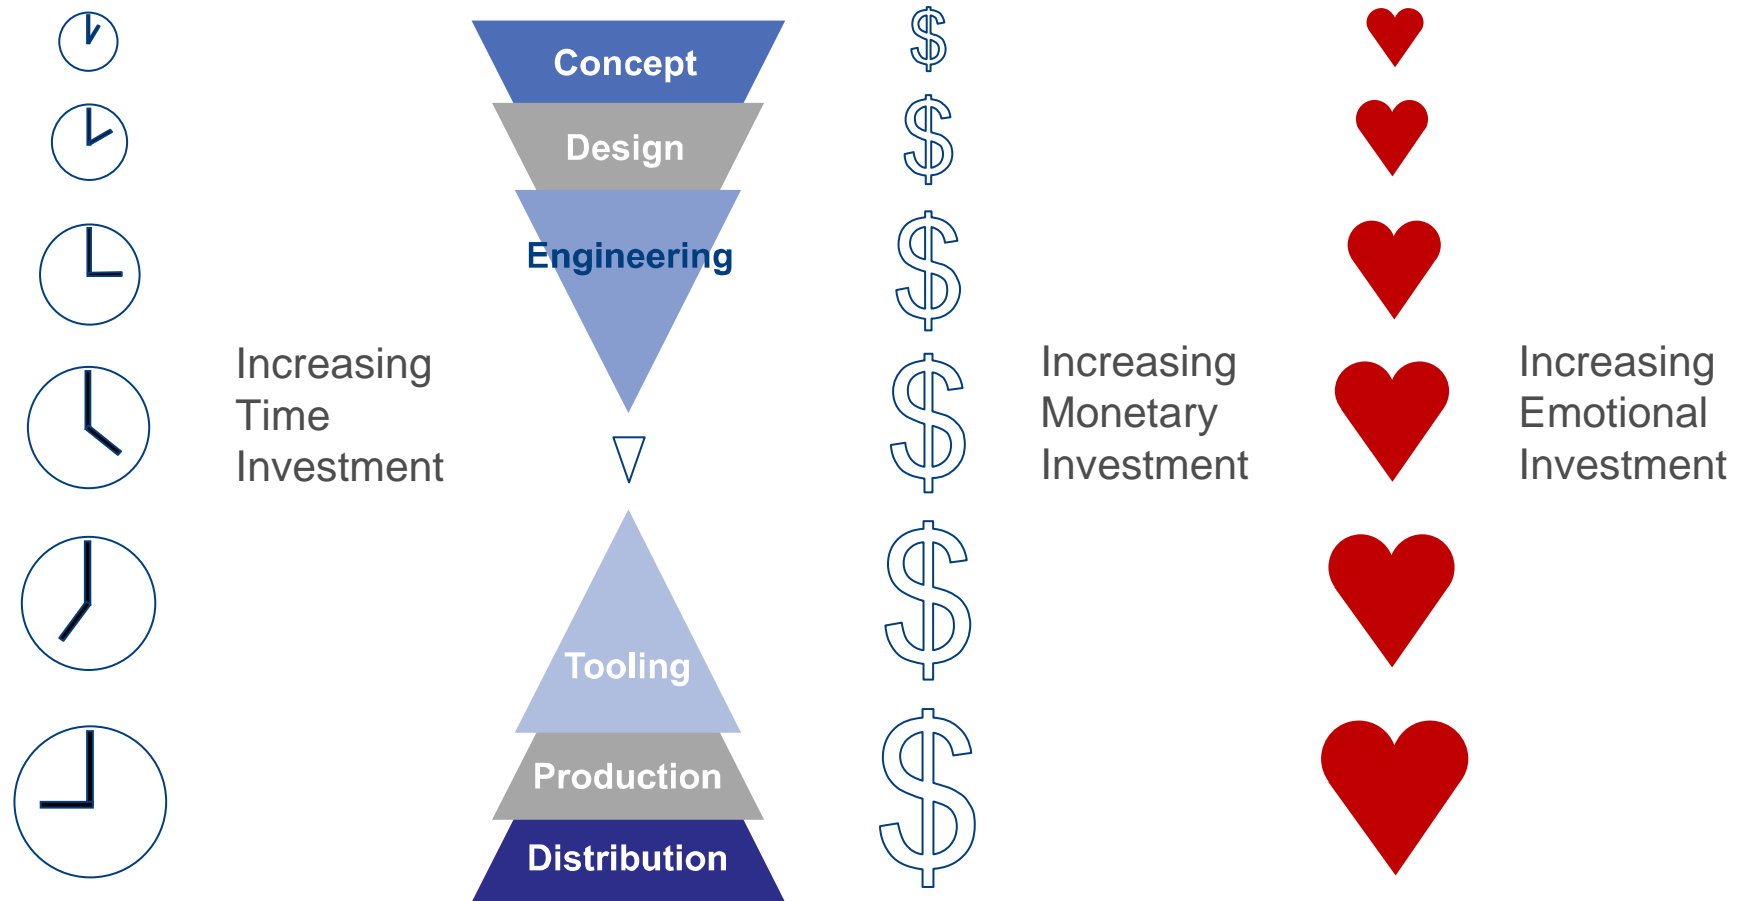 Concept
Design
Engineering
Increasing
Time
Investment
Increasing
Monetary
Investment
Increasing
Emotional
Investment
Tooling
Production
Distribution
$
$
$
$
$
$